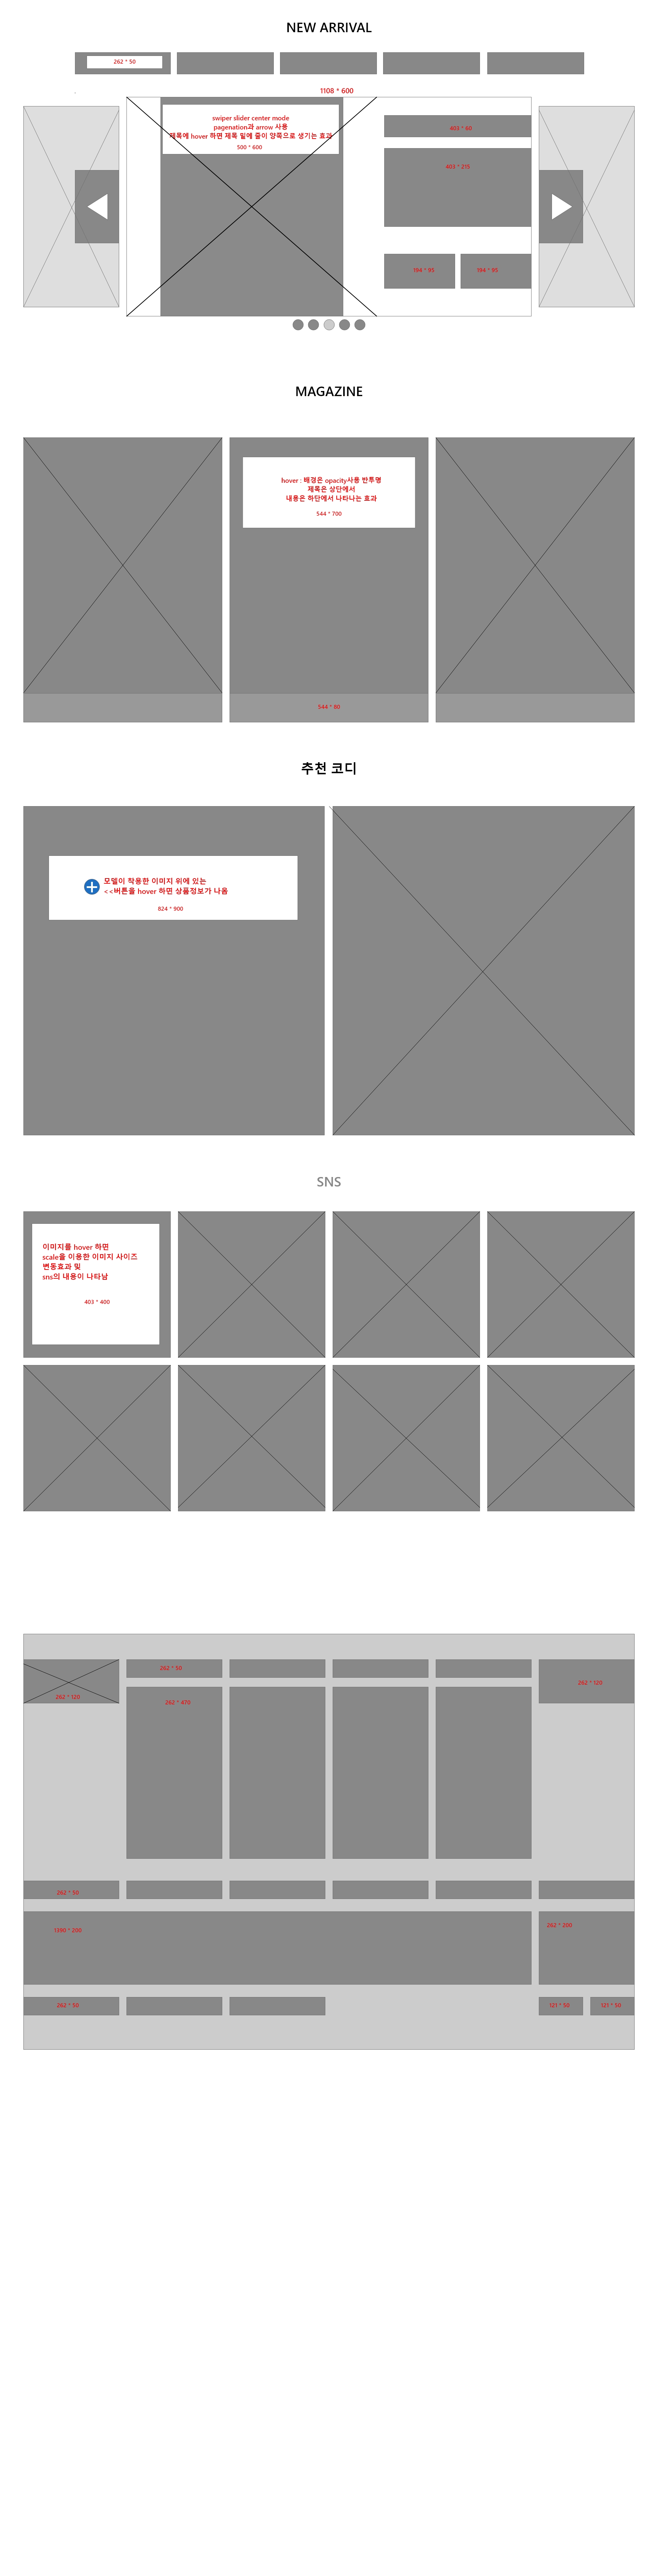 NEW ARRIVAL
262 * 50
1108 * 600
swiper slider center mode
pagenation과 arrow 사용
제목에 hover 하면 제목 밑에 줄이 양쪽으로 생기는 효과
500 * 600
403 * 60
403 * 215
194 * 95
194 * 95
MAGAZINE
hover : 배경은 opacity사용 반투명
제목은 상단에서
내용은 하단에서 나타나는 효과
544 * 700
544 * 80
추천 코디
모델이 착용한 이미지 위에 있는
<<버튼을 hover 하면 상품정보가 나옴
824 * 900
SNS
이미지를 hover 하면
scale을 이용한 이미지 사이즈
변동효과 및
sns의 내용이 나타남
403 * 400
262 * 50
262 * 120
262 * 120
262 * 470
262 * 50
1390 * 200
262 * 200
262 * 50
121 * 50
121 * 50